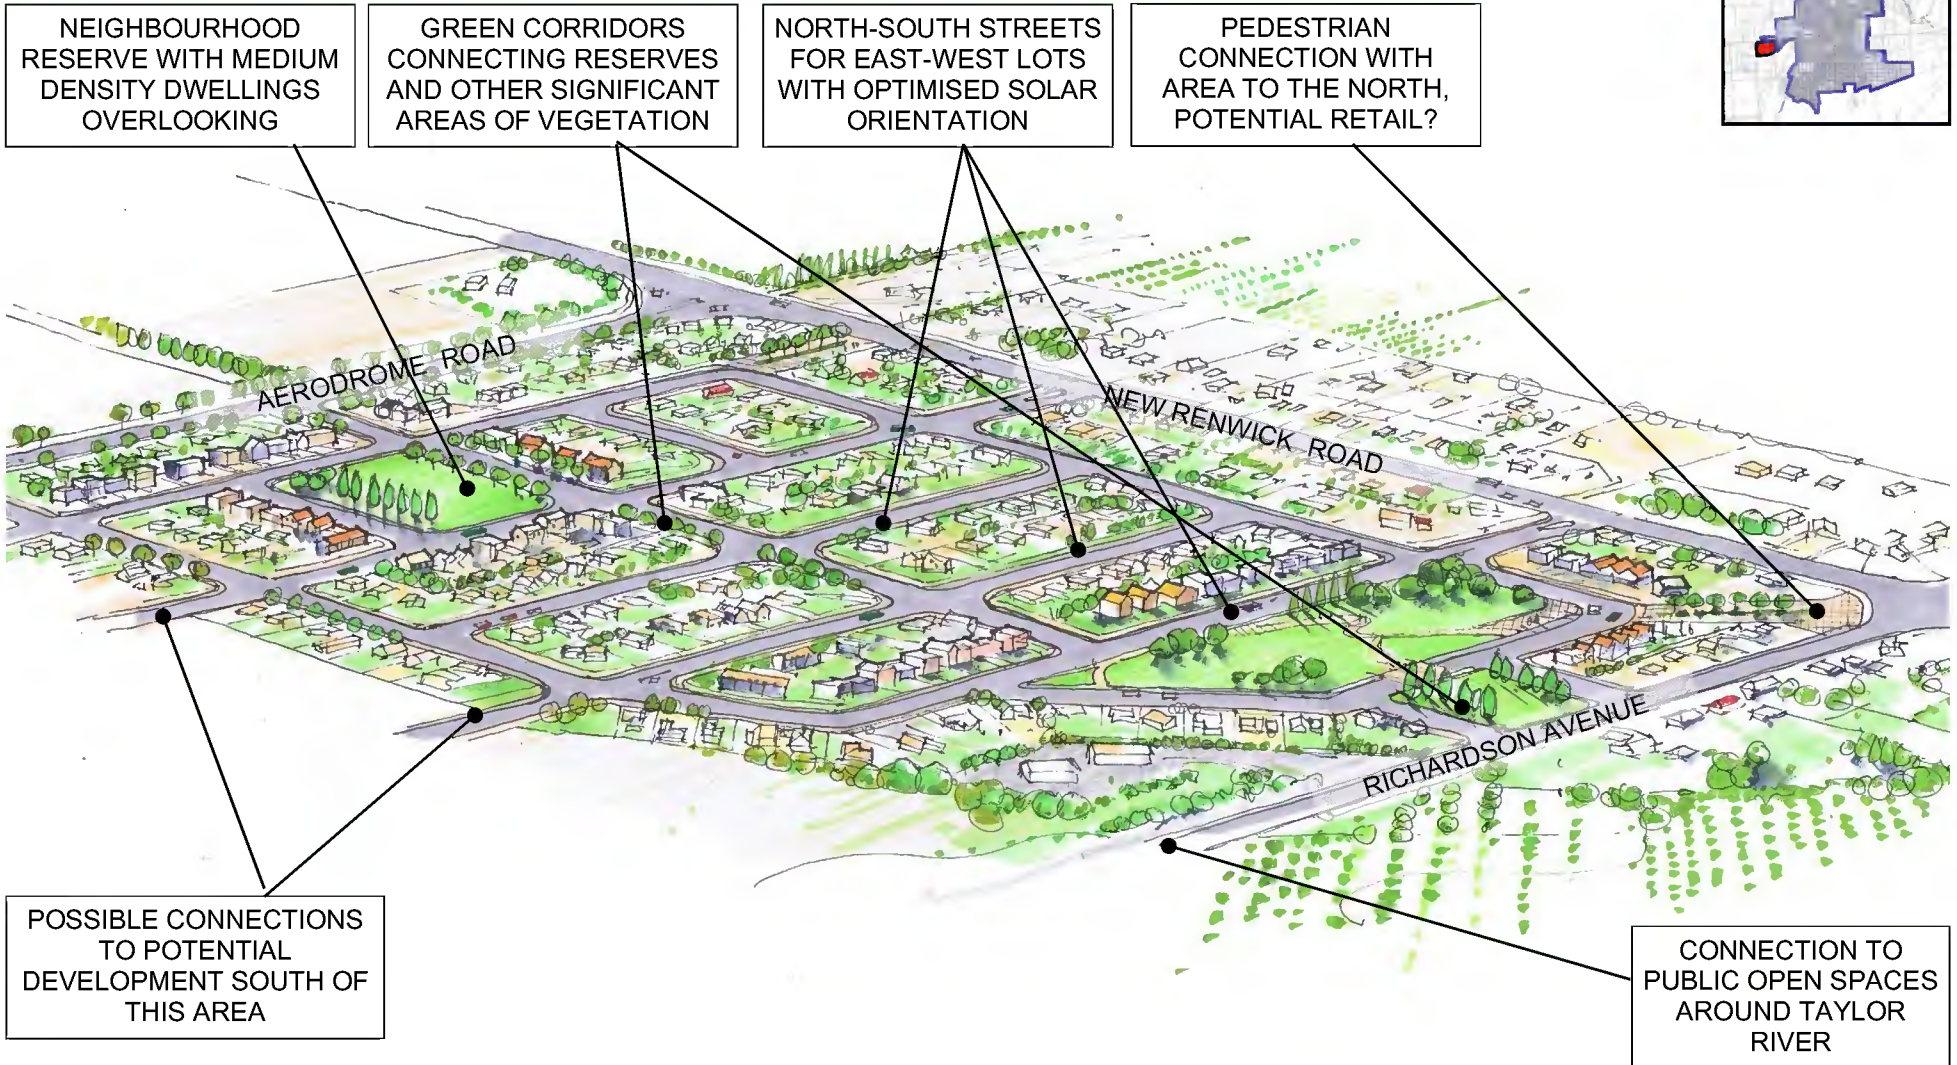 NEIGHBOURHOOD
RESERVE WITH MEDIUM
DENSITY DWELLINGS
OVERLOOKING
GREEN CORRIDORS
CONNECTING RESERVES
AND OTHER SIGNIFICANT
AREAS OF VEGETATION
NORTH-SOUTH STREETS
FOR EAST-WEST LOTS
WITH OPTIMISED SOLAR
ORIENTATION
PEDESTRIAN
CONNECTION WITH
AREA TO THE NORTH,
POTENTIAL RETAIL?
AERODROME ROAD
NEW RENWICK ROAD
RICHARDSON AVENUE
POSSIBLE CONNECTIONS
TO POTENTIAL
DEVELOPMENT SOUTH OF
THIS AREA
CONNECTION TO
PUBLIC OPEN SPACES
AROUND TAYLOR
RIVER